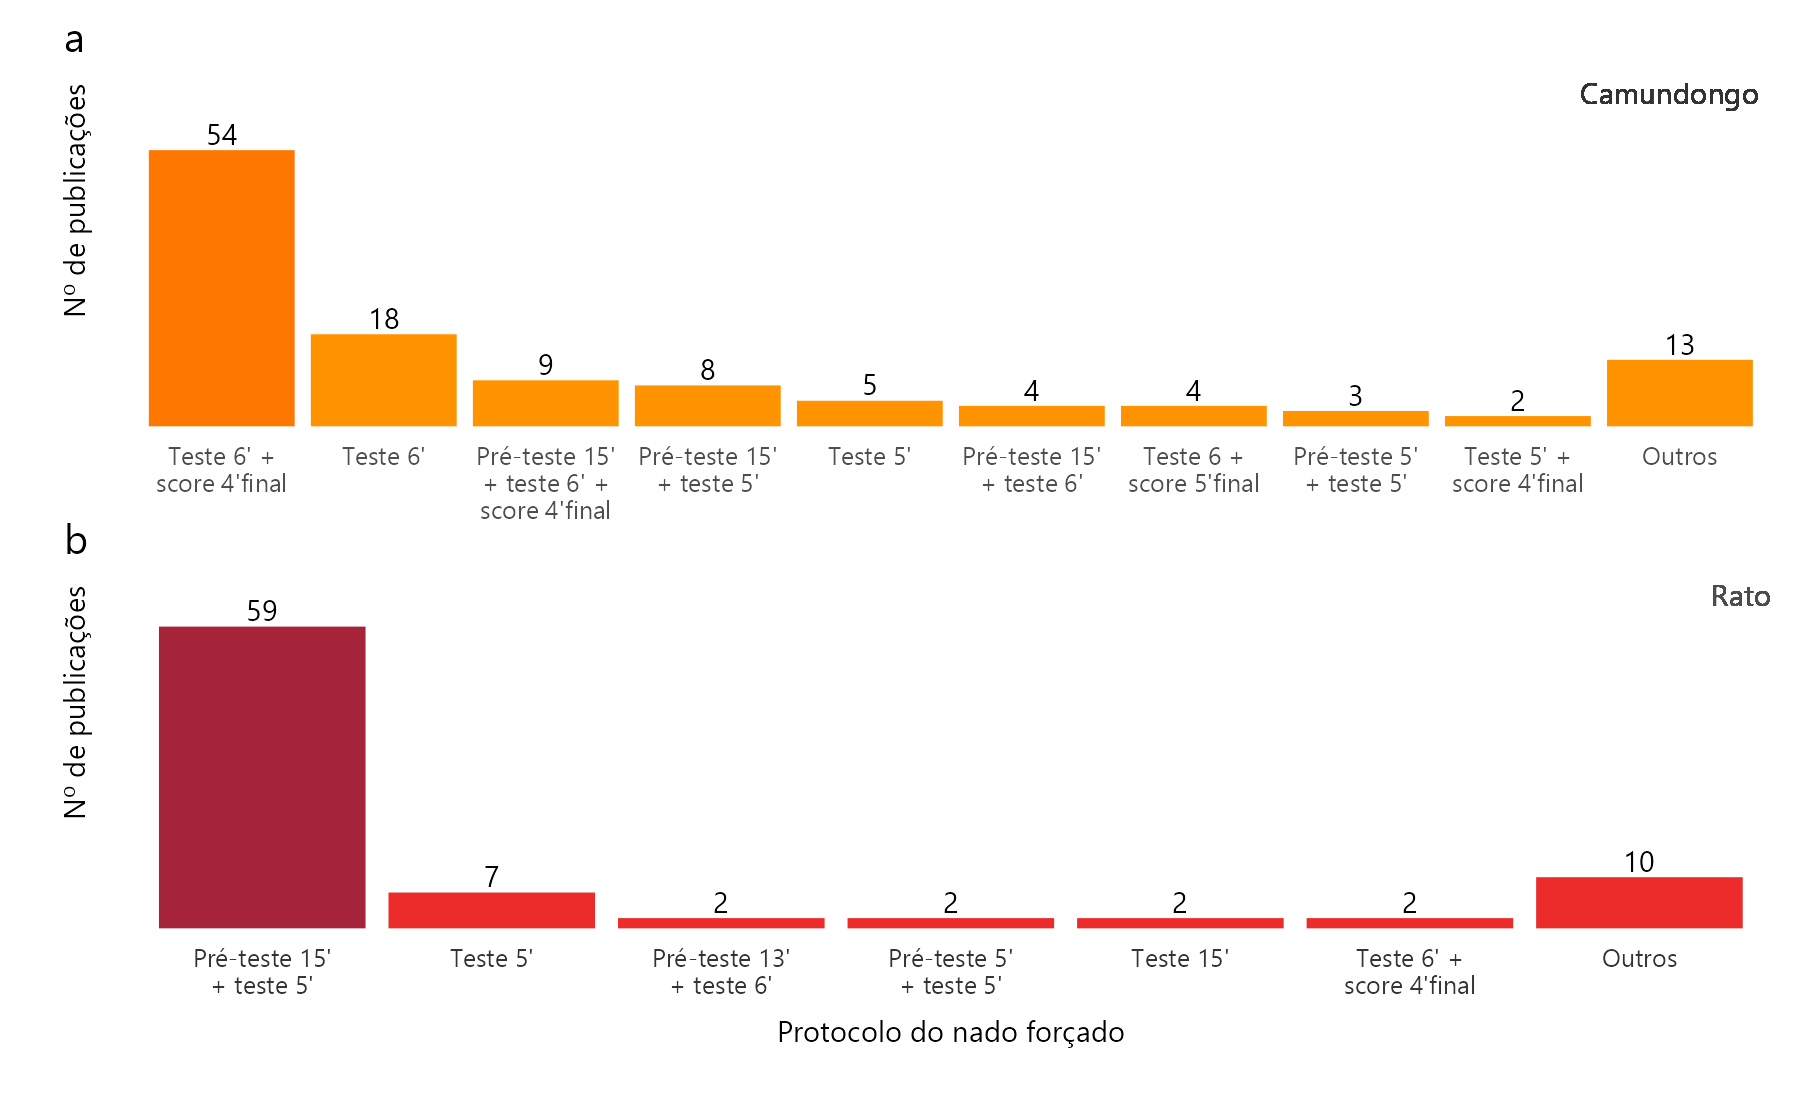 a
Camundongo
Nº de publicações
54
18
9
8
5
4
4
3
2
13
Teste 6' +
score 4'final
Teste 6'
Pré-teste 15'
+ teste 6' +
score 4'final
Pré-teste 15'
+ teste 5'
Teste 5'
Pré-teste 15'
+ teste 6'
Teste 6 +
score 5'final
Pré-teste 5'
+ teste 5'
Teste 5' +
score 4'final
Outros
b
Rato
Nº de publicações
59
7
2
2
2
2
10
Pré-teste 15'
+ teste 5'
Teste 5'
Pré-teste 13'
+ teste 6'
Pré-teste 5'
+ teste 5'
Teste 15'
Teste 6' +
score 4'final
Outros
Protocolo do nado forçado